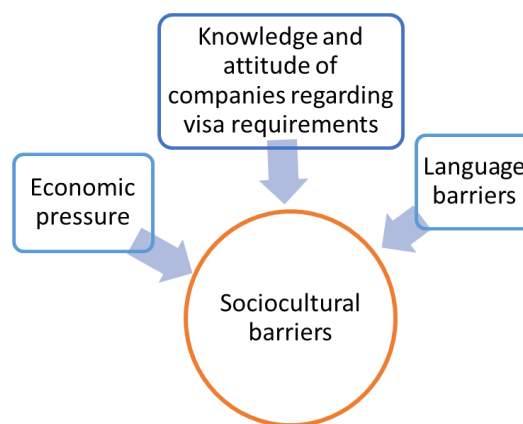 Knowledge and
attitude of
companies regarding
visa requirements
Economic
pressure
Language
barriers
Sociocultural
barriers